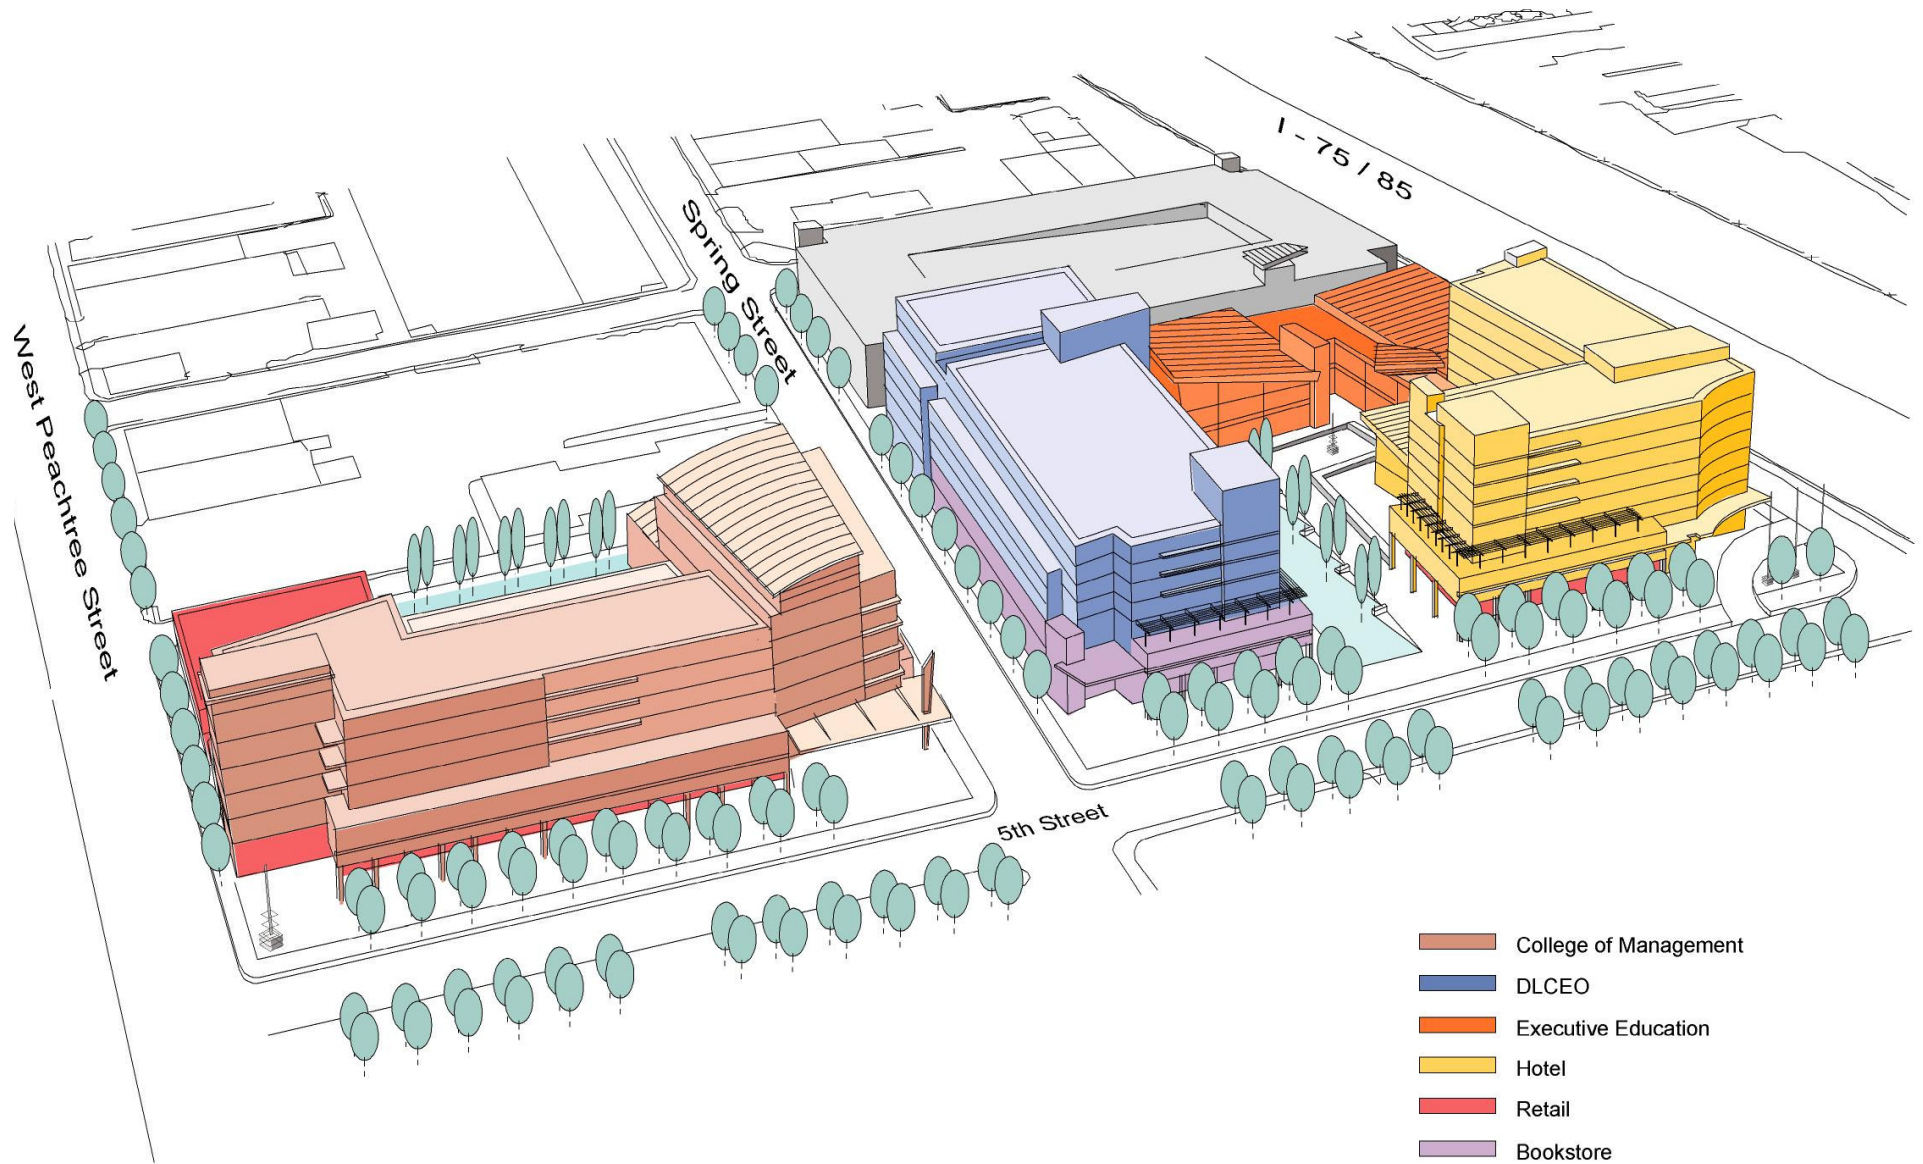 I - 75 / 85
Spring Street
West Peachtree Street
5th Street
College of Management
DLCEO
Executive Education
Hotel
Retail
Bookstore